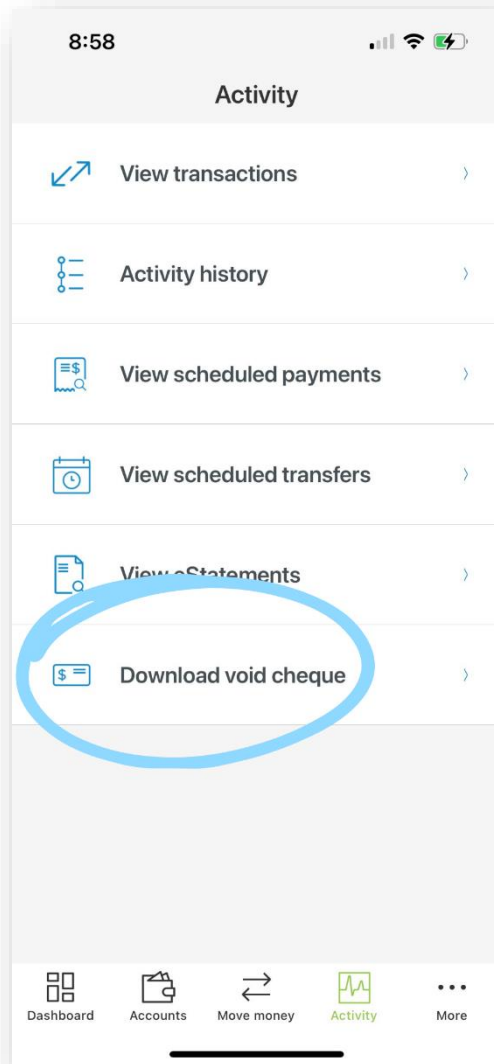 8:58
Activity
View transactions
Activity history
View scheduled payments
View scheduled transfers
View eStatements
Download void cheque
Dashboard
Accounts
Move money
Activity
More